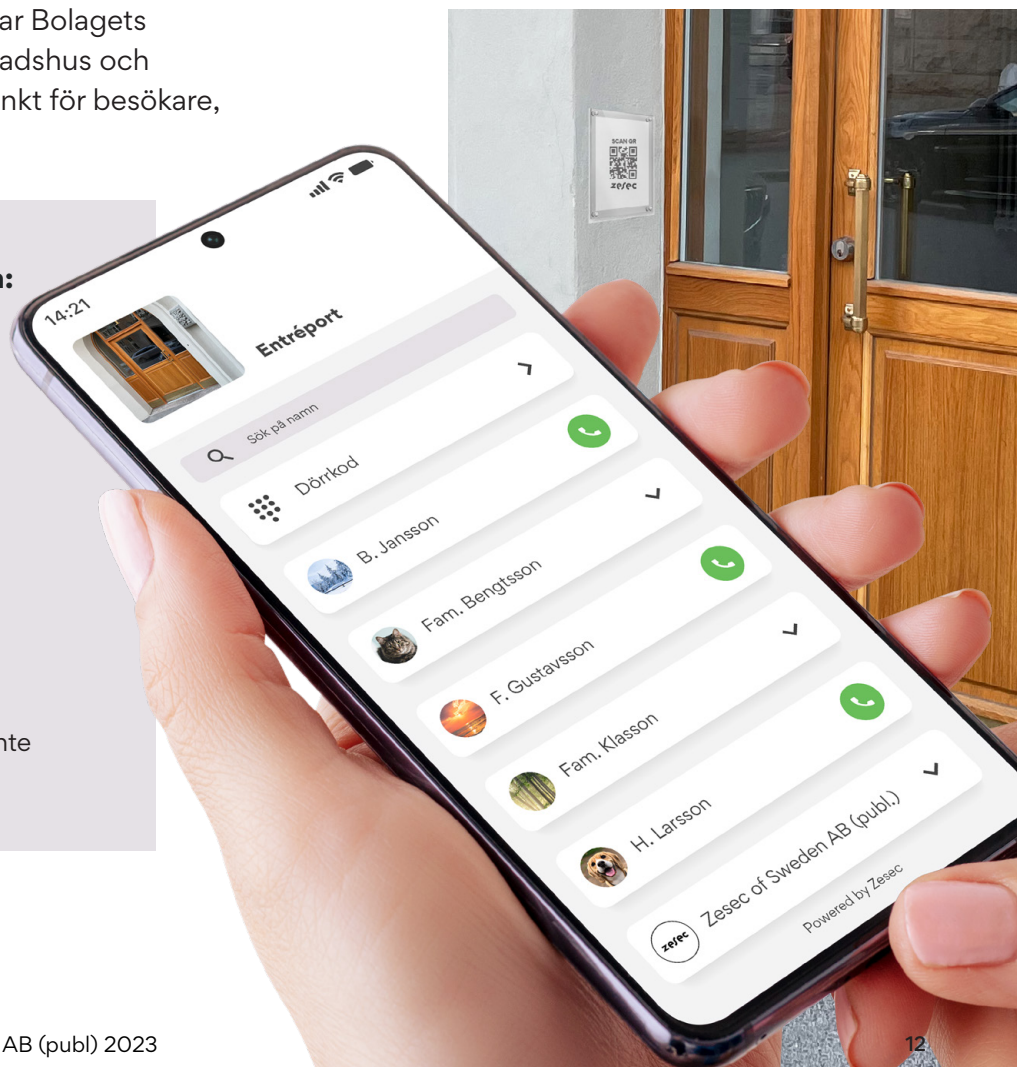 ar Bolagets
adshus och
nkt för besökare,
:
nte
SCAN QR
zesec
14:21
Entréport
Sök på namn
Dörrkod
B. Jansson
Fam. Bengtsson
F. Gustavsson
Fam. Klasson
H. Larsson
zesec
Zesec of Sweden AB (publ.)
Powered by Zesec
AB (publ) 2023
12